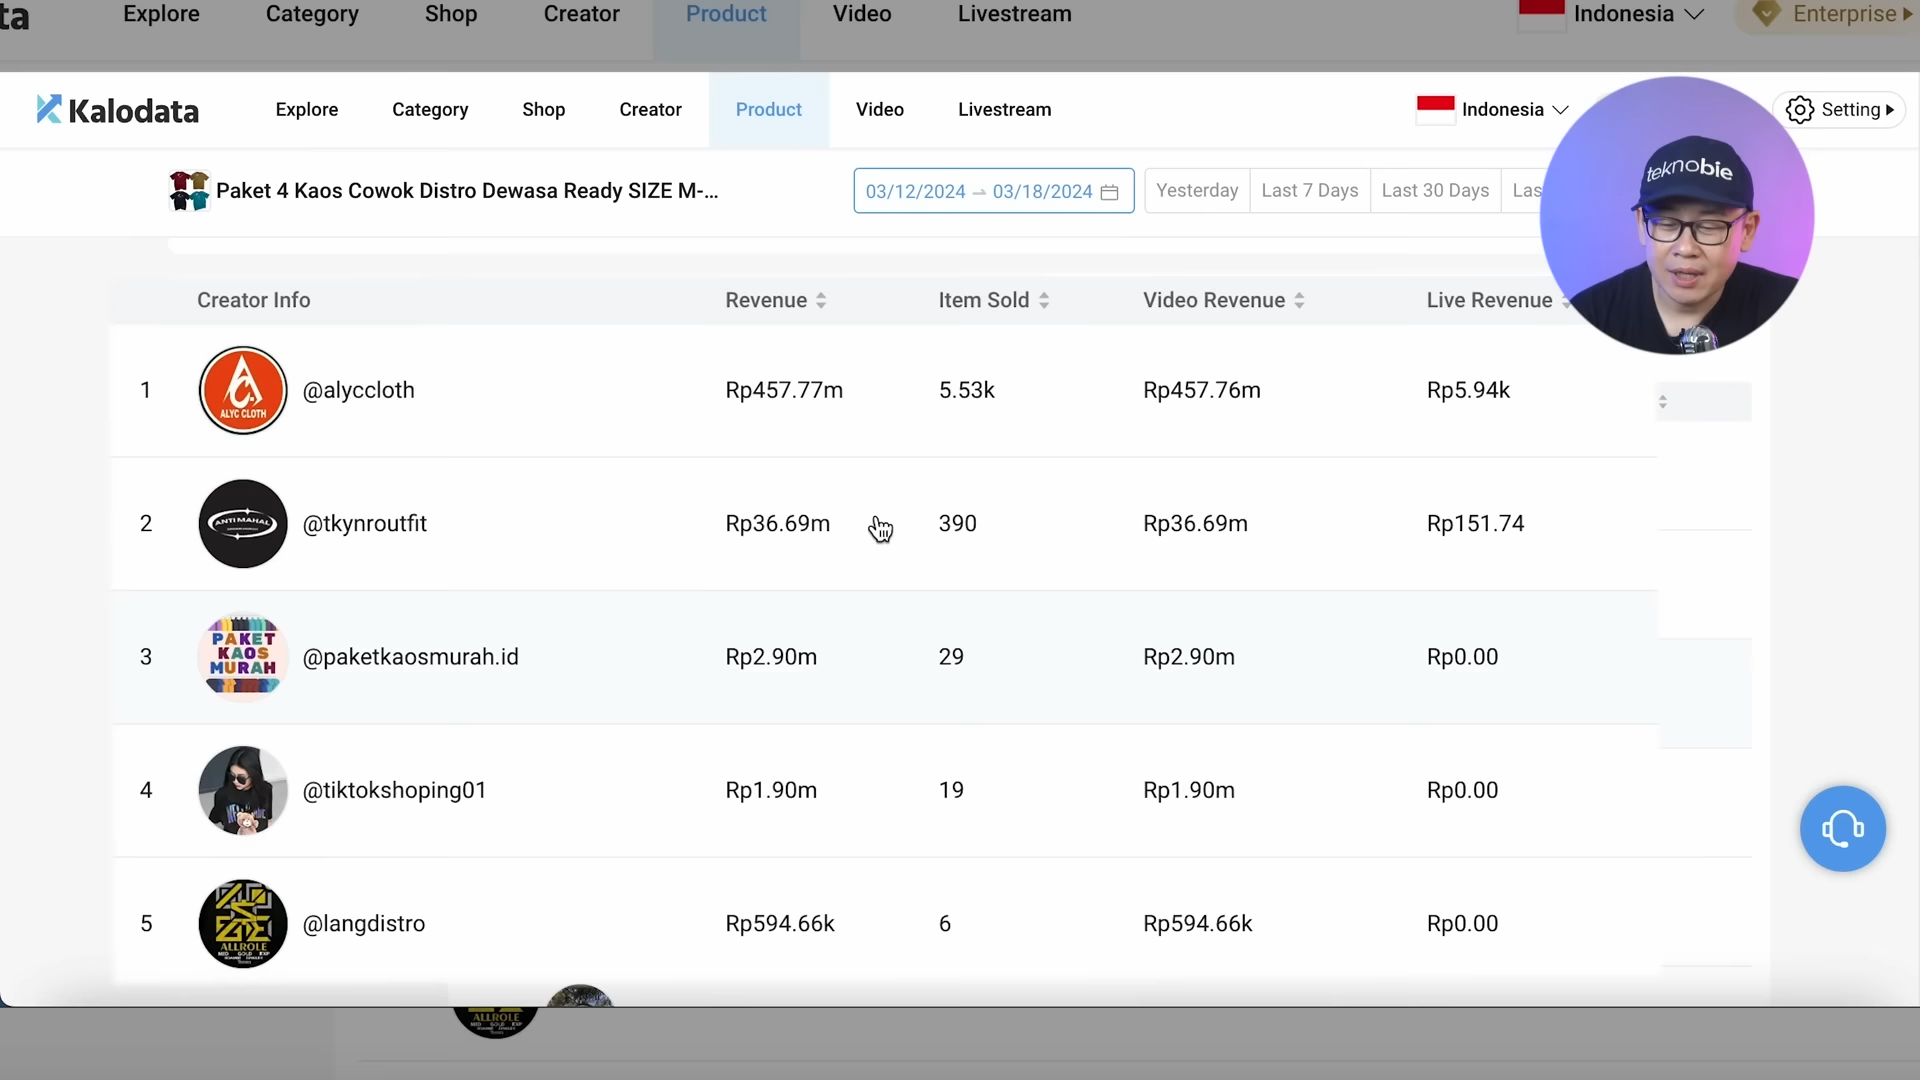 ta Explore Category Shop Creator Product Video Livestream Indonesia Enterprise
Kalodata Explore Category Shop Creator Product Video Livestream Indonesia Setting
Paket 4 Kaos Cowok Distro Dewasa Ready SIZE M-... 03/12/2024 → 03/18/2024 Yesterday Last 7 Days Last 30 Days Las
teknobie
Creator Info Revenue Item Sold Video Revenue Live Revenue
1 ALYC CLOTH @alyccloth Rp457.77m 5.53k Rp457.76m Rp5.94k
2 ANTI MAHAL @tkynroutfit Rp36.69m 390 Rp36.69m Rp151.74
3 PAKET KAOS MURAH @paketkaosmurah.id Rp2.90m 29 Rp2.90m Rp0.00
4 @tiktokshoping01 Rp1.90m 19 Rp1.90m Rp0.00
5 ALLROLE @langdistro Rp594.66k 6 Rp594.66k Rp0.00
ALLROLE